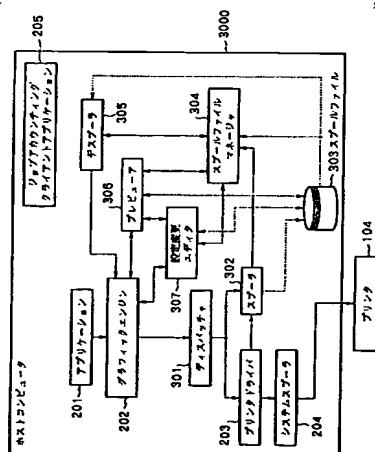 ホストコンピュータ
3000
ジョブアカウンティング
クライアントアプリケーション
205
アプリケーション
201
グラフィックエンジン
202
プレビューア
306
デスプーラ
305
設定変更
エディタ
307
スプールファイル
マネージャ
304
ディスパッチャ
301
スプーラ
302
303 スプールファイル
プリンタドライバ
203
システムスプーラ
204
プリンタ
104